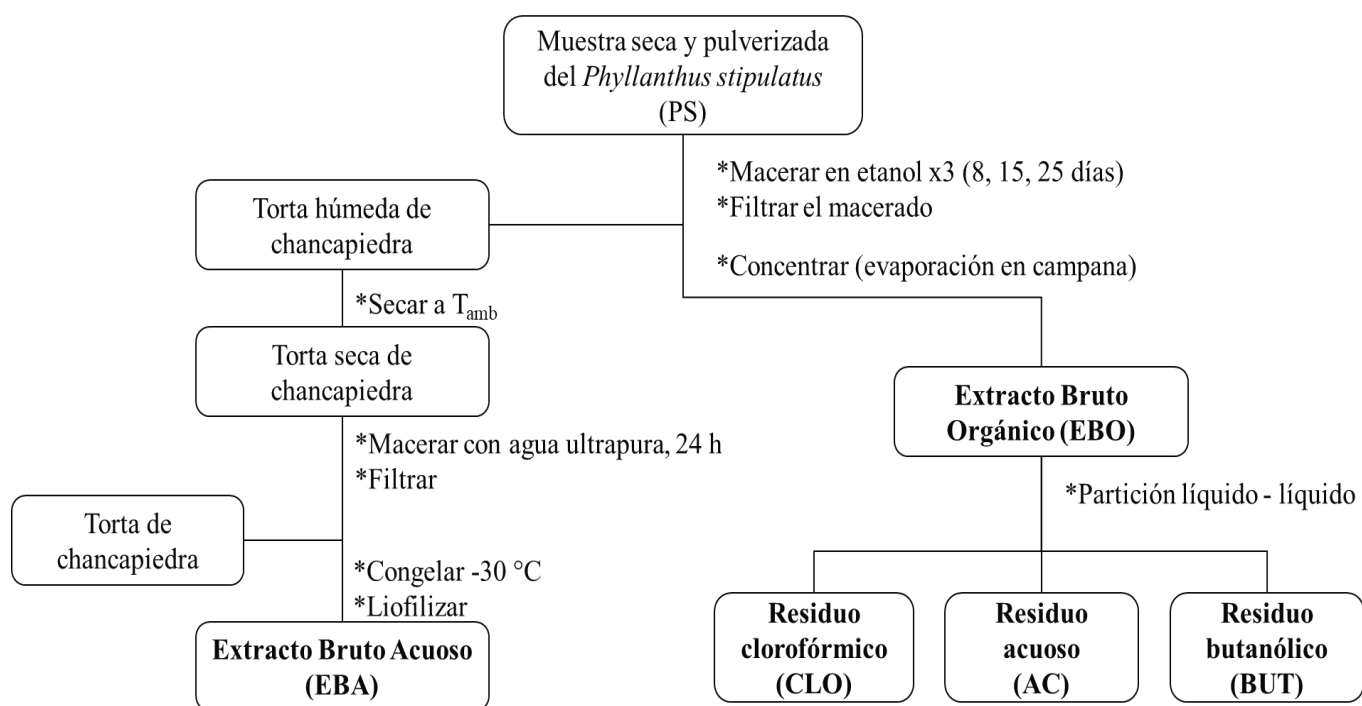 Muestra seca y pulverizada
del Phyllanthus stipulatus
(PS)
*Macerar en etanol x3 (8, 15, 25 días)
*Filtrar el macerado
*Concentrar (evaporación en campana)
Torta húmeda de
chancapiedra
*Secar a Tamb
Torta seca de
chancapiedra
*Macerar con agua ultrapura, 24 h
*Filtrar
Torta de
chancapiedra
*Congelar -30 °C
*Liofilizar
Extracto Bruto Acuoso
(EBA)
Extracto Bruto
Orgánico (EBO)
*Partición líquido - líquido
Residuo
clorofórmico
(CLO)
Residuo
acuoso
(AC)
Residuo
butanólico
(BUT)